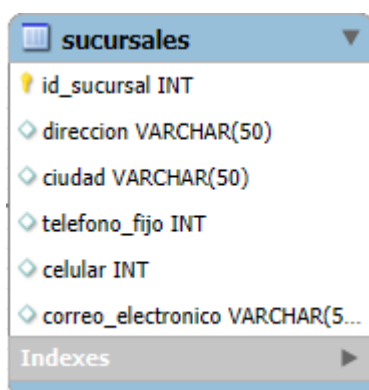 sucursales
id_sucursal INT
direccion VARCHAR(50)
ciudad VARCHAR(50)
telefono_fijo INT
celular INT
correo_electronico VARCHAR(5...
Indexes